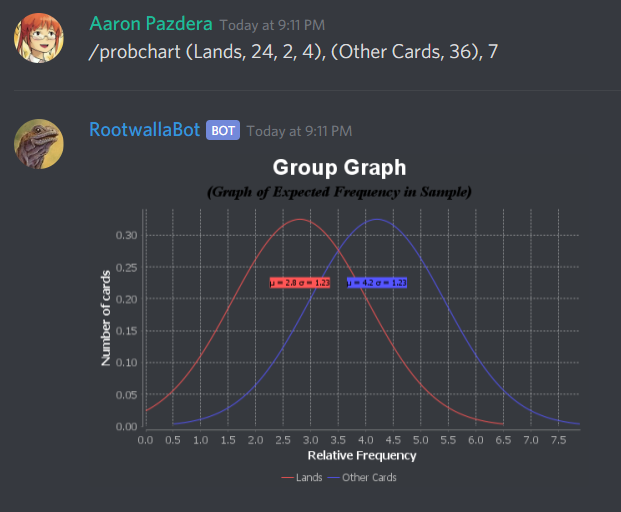 Aaron Pazdera Today at 9:11 PM
/probchart (Lands, 24, 2, 4), (Other Cards, 36), 7
RootwallaBot BOT Today at 9:11 PM
Group Graph
(Graph of Expected Frequency in Sample)
Number of cards
0.30
0.25
0.20
0.15
0.10
0.05
0.00
μ = 2.8 σ = 1.23 μ = 4.2 σ = 1.23
0.0 0.5 1.0 1.5 2.0 2.5 3.0 3.5 4.0 4.5 5.0 5.5 6.0 6.5 7.0 7.5
Relative Frequency
Lands Other Cards